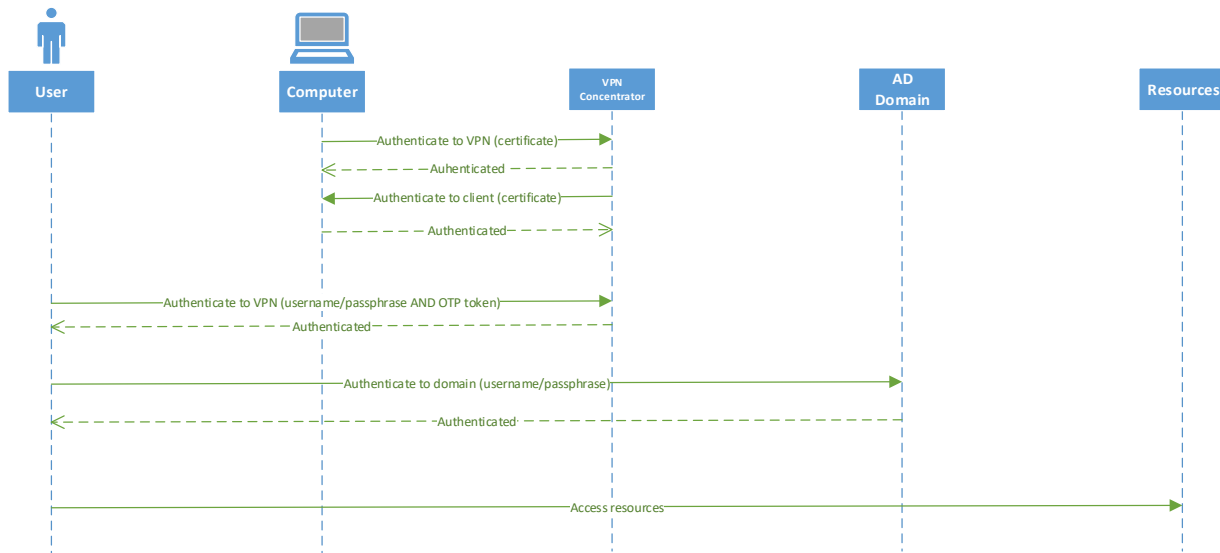 User
Computer
VPN
Concentrator
AD
Domain
Resources
Authenticate to VPN (certificate)
Auhenticated
Authenticate to client (certificate)
Authenticated
Authenticate to VPN (username/passphrase AND OTP token)
Authenticated
Authenticate to domain (username/passphrase)
Authenticated
Access resources